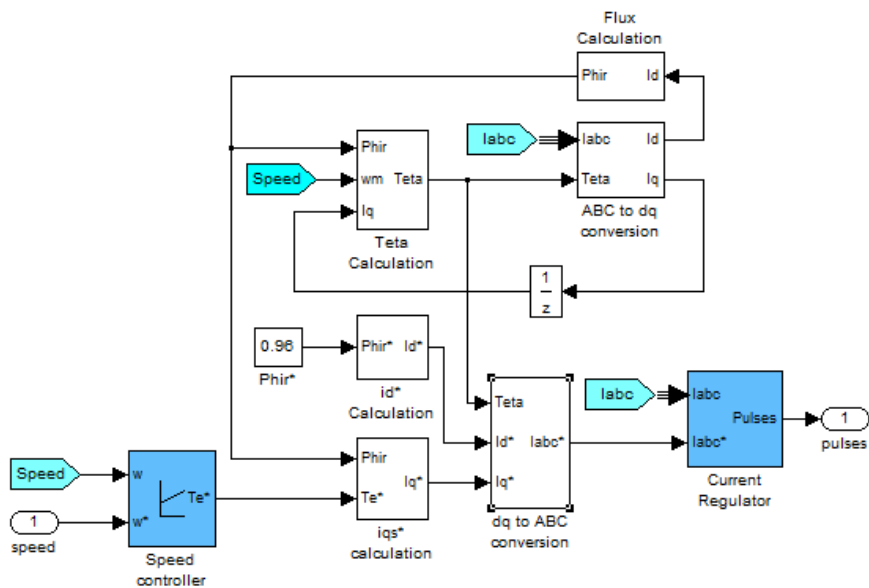 Flux
Calculation
Phir Id
Iabc
Iabc Id
Teta Iq
ABC to dq
conversion
Phir
Speed
wm Teta
Iq
Teta
Calculation
1
z
0.96
Phir*
Phir* Id*
id*
Calculation
Teta
Id* Iabc*
Iq*
dq to ABC
conversion
Iabc
Iabc
Pulses
Iabc*
Current
Regulator
1
pulses
Phir
Iq*
Te*
iqs*
calculation
Speed
w
Te*
w*
1
speed
Speed
controller